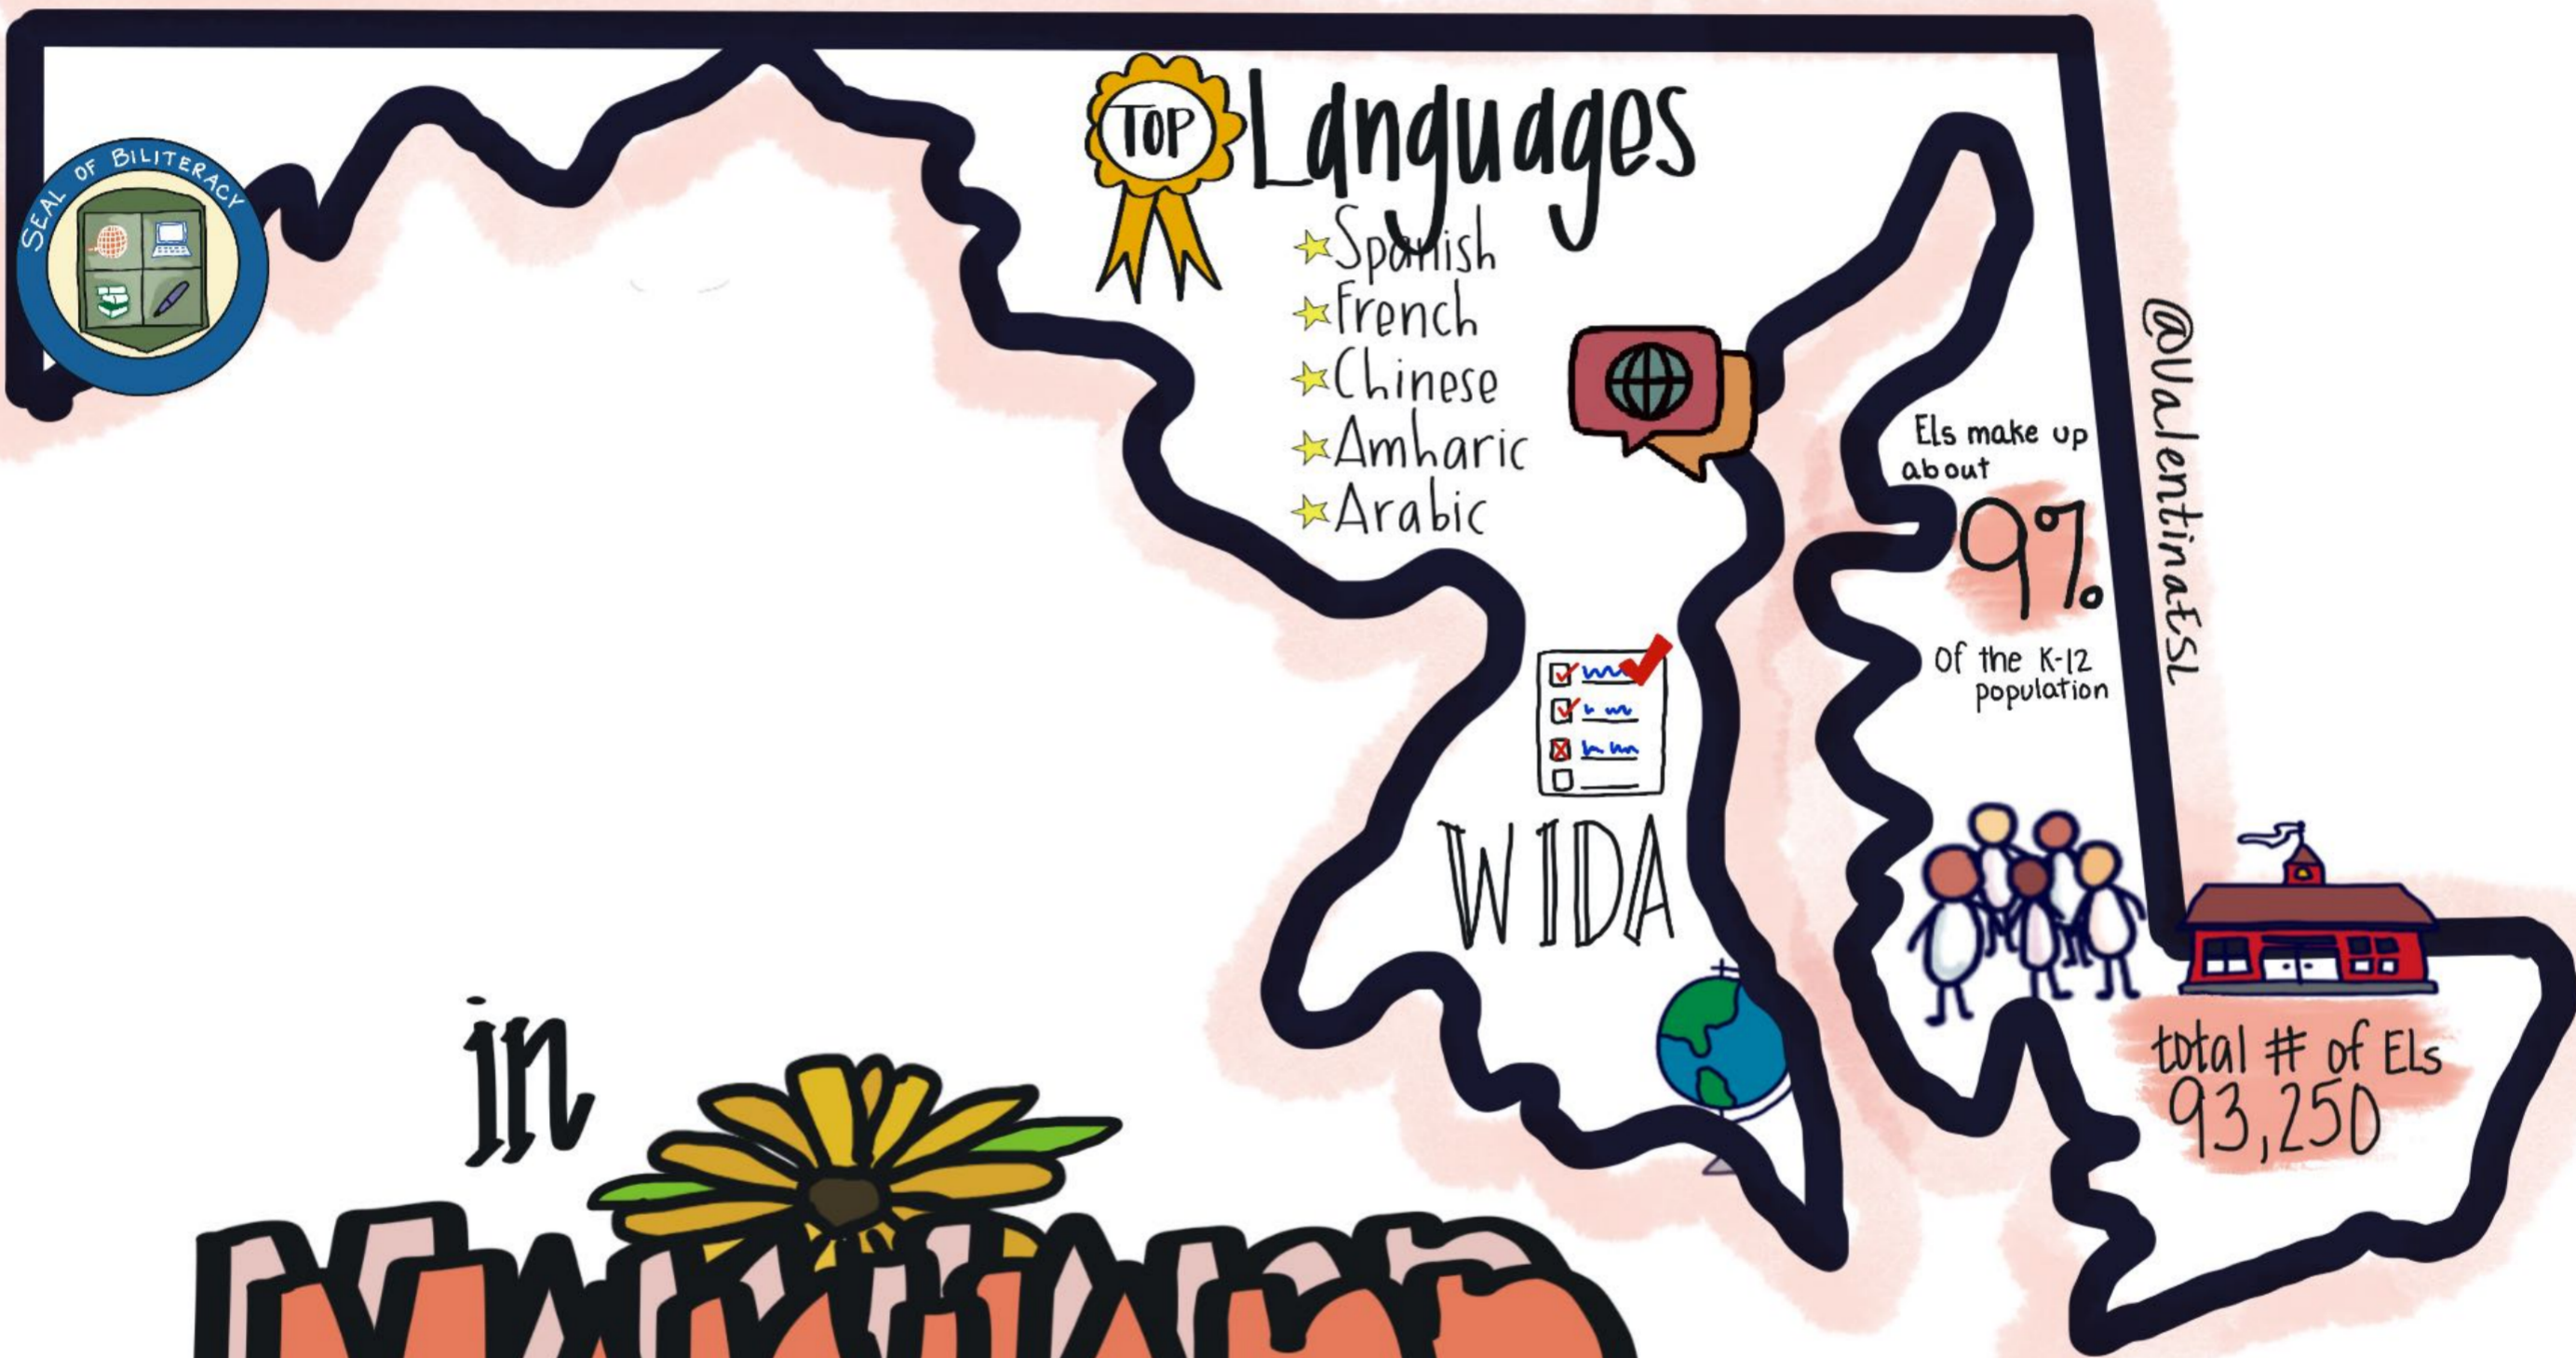 SEAL OF BILITERACY
TOP
Languages
Spanish
French
Chinese
Amharic
Arabic
Els make up
about
9%
Of the K-12
population
@ValentinaESL
WIDA
total # of ELs
93,250
in